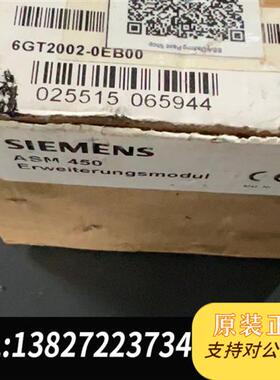 6GT2002-0EB00
025515 065944
SIEMENS
ASM 450
Erweiterungsmodul
CE
原装正
支持对公
:13827223734